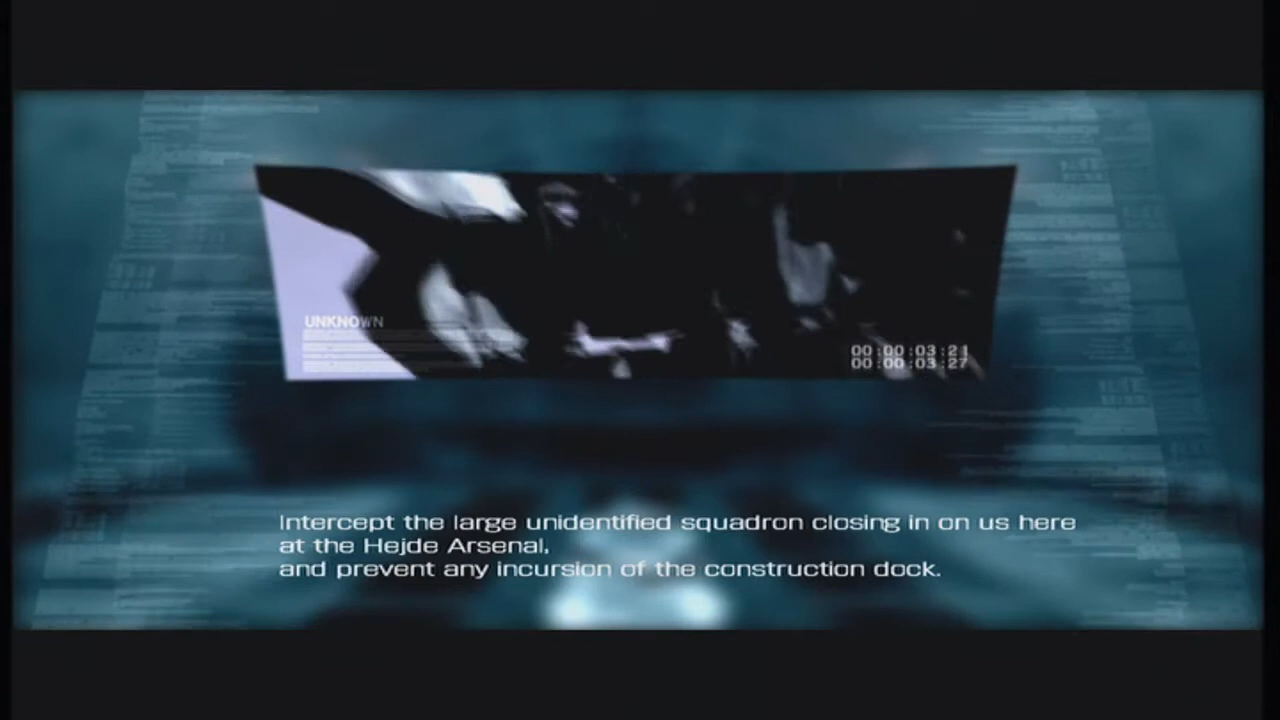 UNKNOWN
00:00:03:21
00:00:03:27
Intercept the large unidentified squadron closing in on us here
at the Hejde Arsenal,
and prevent any incursion of the construction dock.